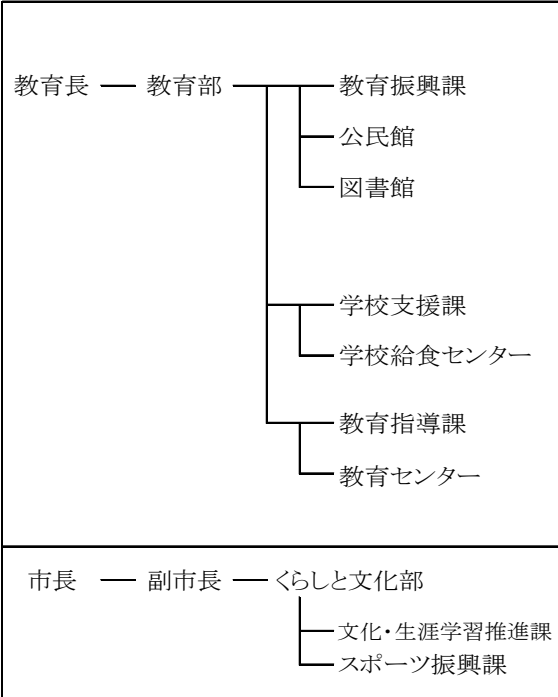 教育長 教育部 教育振興課
公民館
図書館
学校支援課
学校給食センター
教育指導課
教育センター
市長 副市長 くらしと文化部
文化・生涯学習推進課
スポーツ振興課